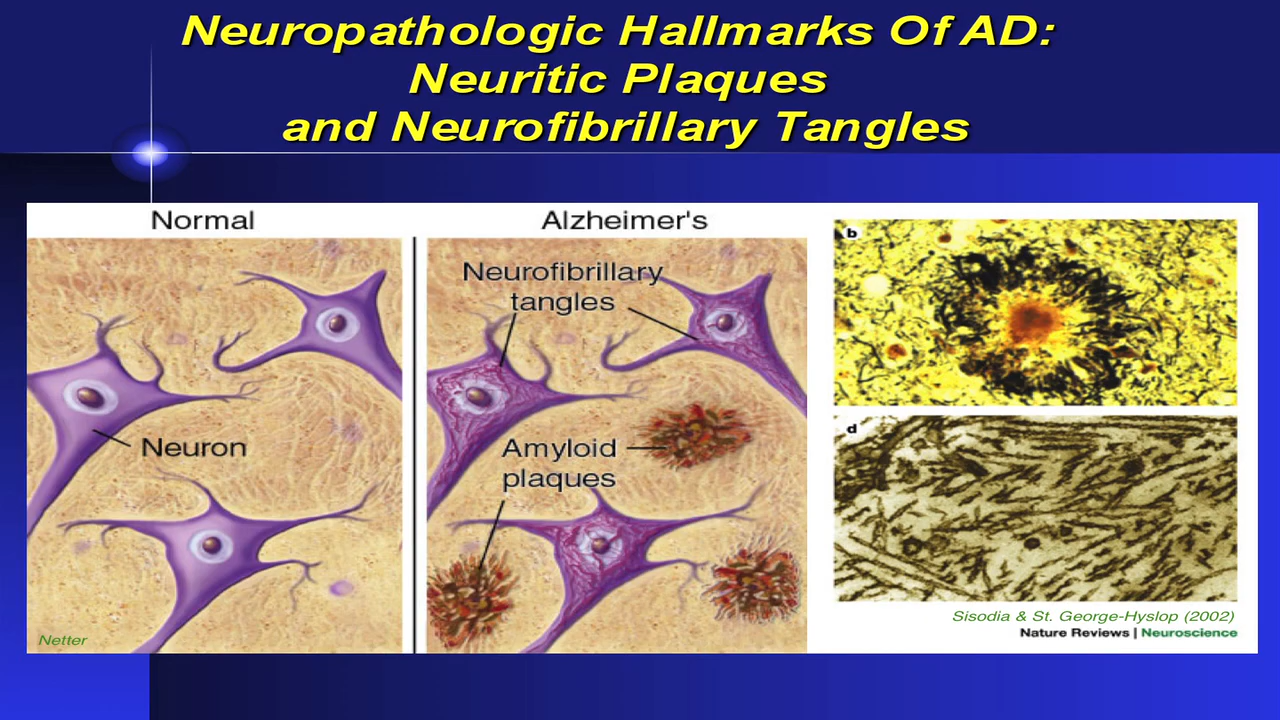 Neuropathologic Hallmarks Of AD:
Neuritic Plaques
and Neurofibrillary Tangles
Normal
Neuron
Netter
Alzheimer's
Neurofibrillary
tangles
Amyloid
plaques
b
d
Sisodia & St. George-Hyslop (2002)
Nature Reviews | Neuroscience